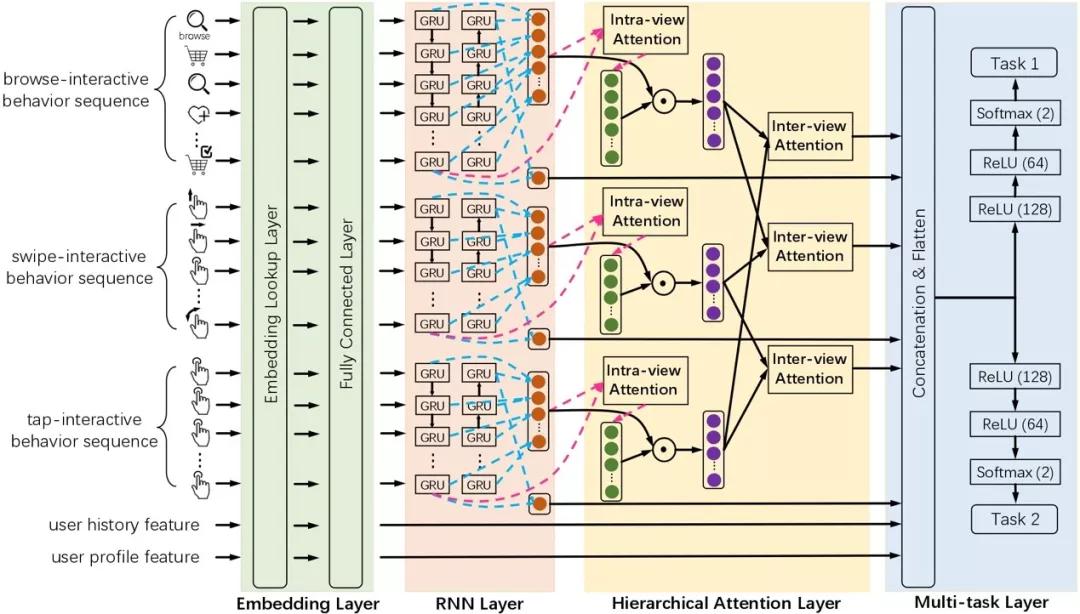 browse
browse-interactive
behavior sequence
swipe-interactive
behavior sequence
tap-interactive
behavior sequence
user history feature
user profile feature
Embedding Lookup Layer
Fully Connected Layer
Embedding Layer
GRU GRU
GRU GRU
GRU GRU
GRU GRU
GRU GRU
GRU GRU
GRU GRU
GRU GRU
GRU GRU
GRU GRU
GRU GRU
GRU GRU
GRU GRU
RNN Layer
Intra-view
Attention
Intra-view
Attention
Intra-view
Attention
Inter-view
Attention
Inter-view
Attention
Inter-view
Attention
Hierarchical Attention Layer
Concatenation & Flatten
Task 1
Softmax (2)
ReLU (64)
ReLU (128)
ReLU (128)
ReLU (64)
Softmax (2)
Task 2
Multi-task Layer